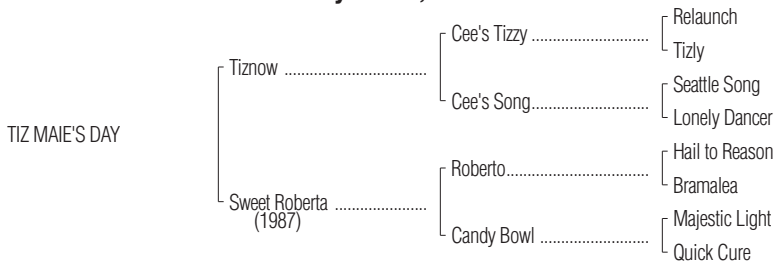 Relaunch
Cee's Tizzy ..............................
Tizly
Tiznow ....................................
Seattle Song
Cee's Song..............................
Lonely Dancer
TIZ MAIE'S DAY
Hail to Reason
Roberto....................................
Bramalea
Sweet Roberta .......................
(1987)
Majestic Light
Candy Bowl ............................
Quick Cure